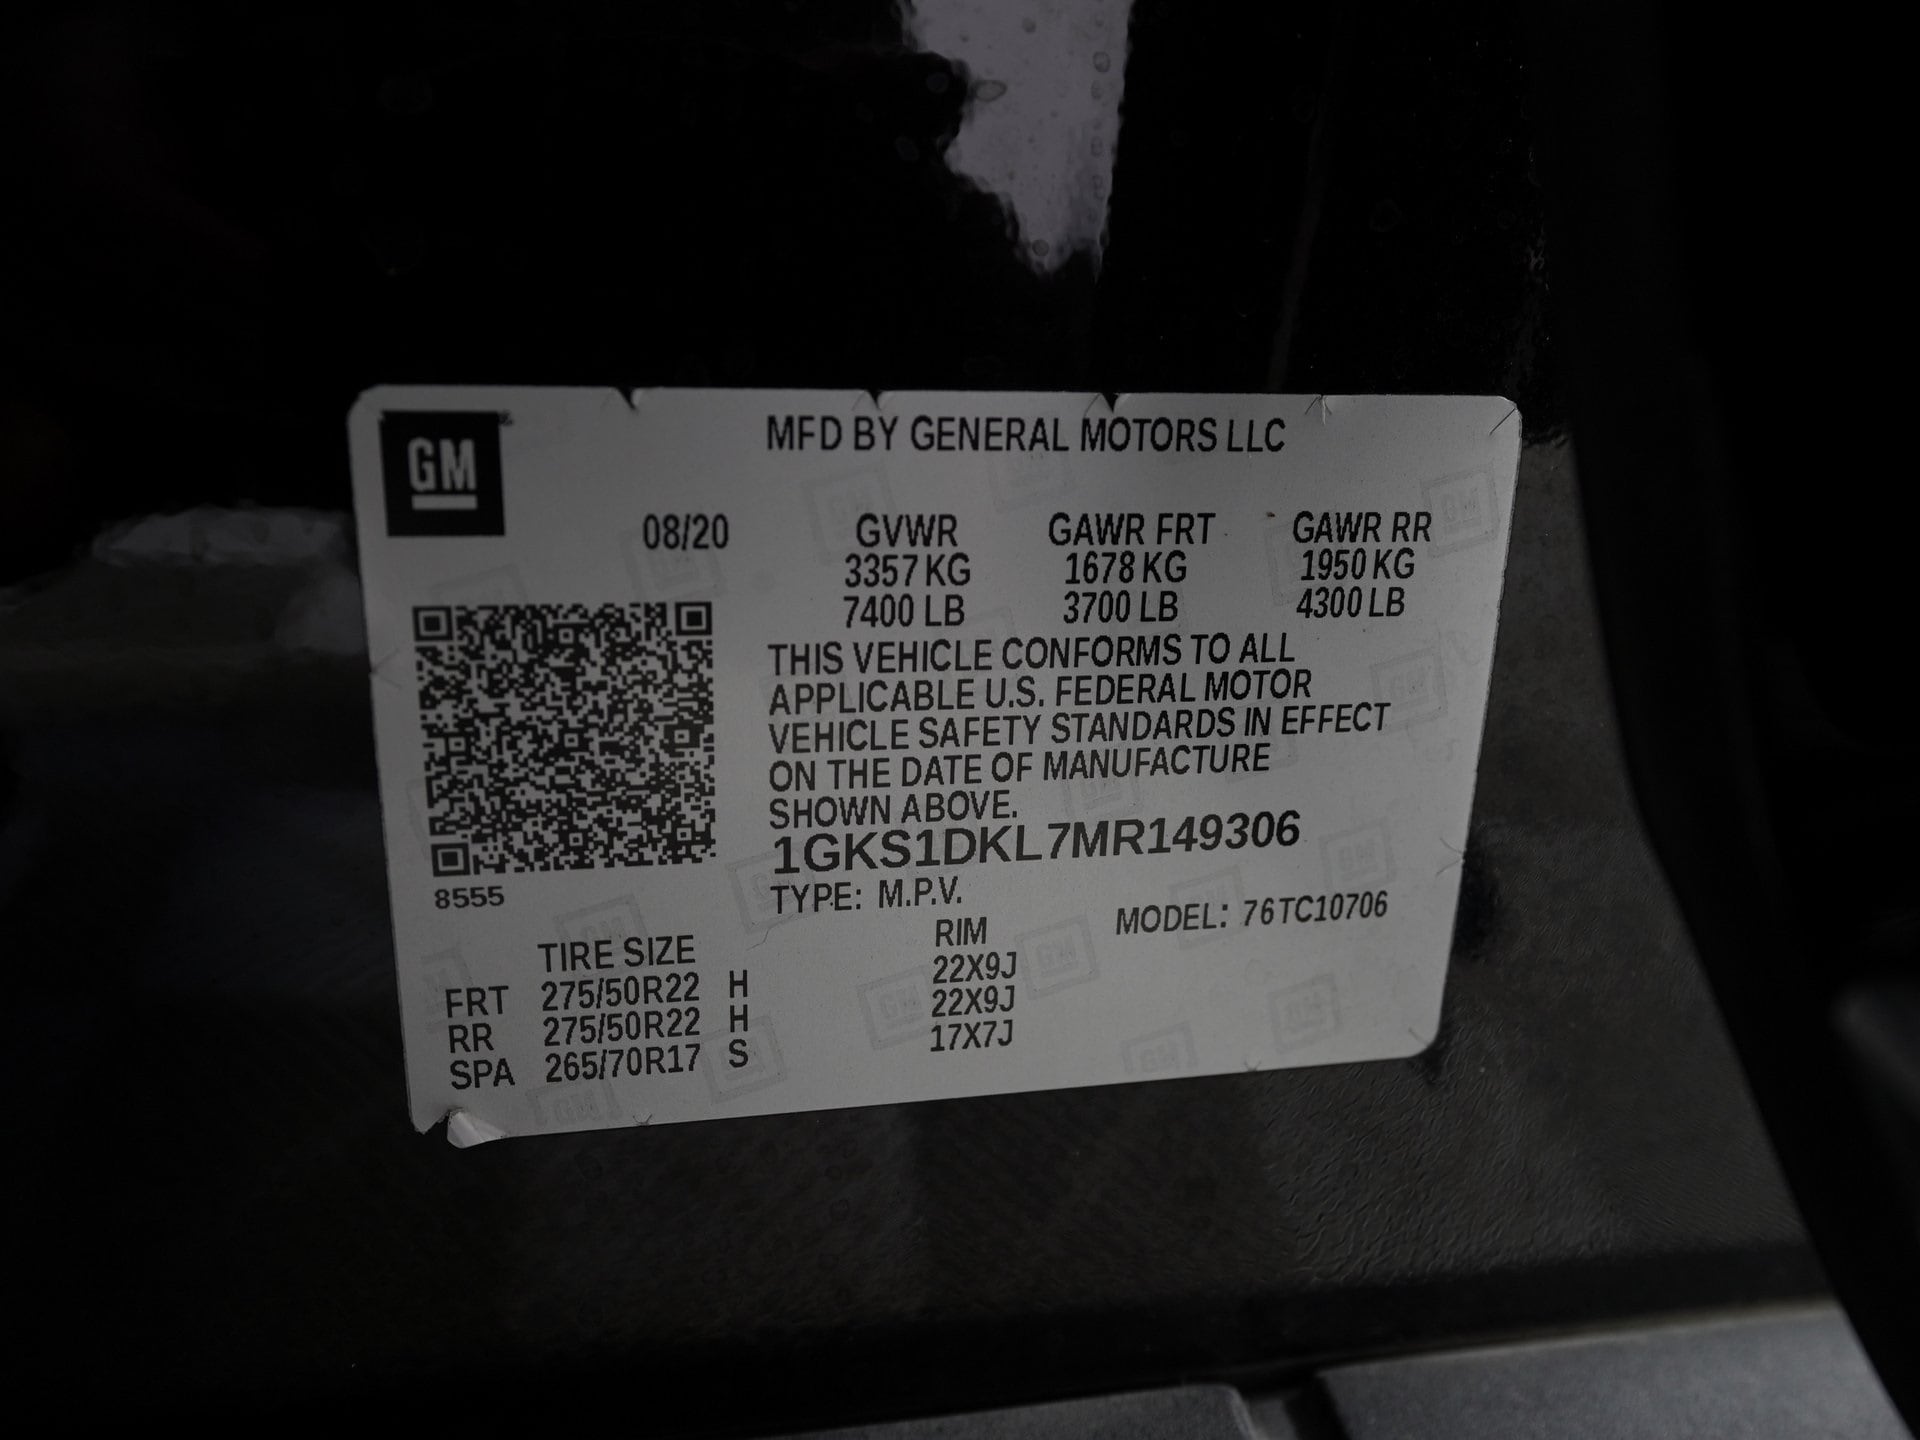 GM
MFD BY GENERAL MOTORS LLC
08/20 GVWR GAWR FRT GAWR RR
3357 KG 1678 KG 1950 KG
7400 LB 3700 LB 4300 LB
THIS VEHICLE CONFORMS TO ALL
APPLICABLE U.S. FEDERAL MOTOR
VEHICLE SAFETY STANDARDS IN EFFECT
ON THE DATE OF MANUFACTURE
SHOWN ABOVE.
1GKS1DKL7MR149306
8555
TYPE: M.P.V.
MODEL: 76TC10706
TIRE SIZE RIM
FRT 275/50R22 H 22X9J
RR 275/50R22 H 22X9J
SPA 265/70R17 S 17X7J